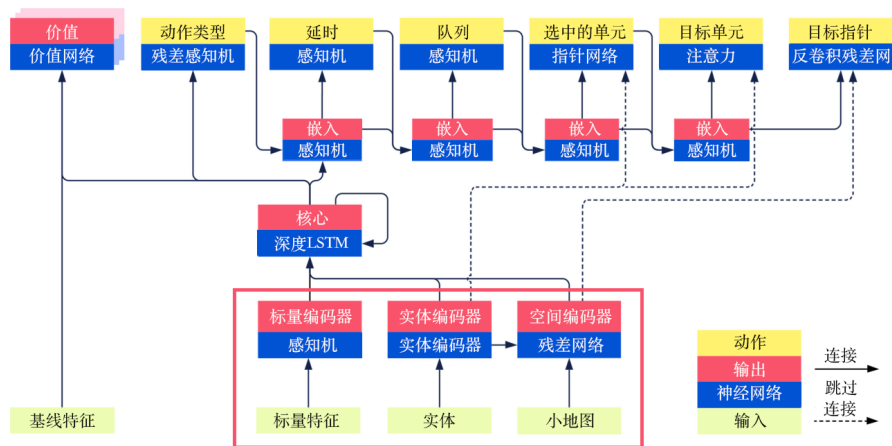 价值
动作类型
延时
队列
选中的单元
目标单元
目标指针
价值网络
残差感知机
感知机
感知机
指针网络
注意力
反卷积残差网
嵌入
嵌入
嵌入
嵌入
感知机
感知机
感知机
感知机
核心
深度LSTM
标量编码器
实体编码器
空间编码器
感知机
实体编码器
残差网络
基线特征
标量特征
实体
小地图
动作
输出
神经网络
输入
连接
跳过
连接